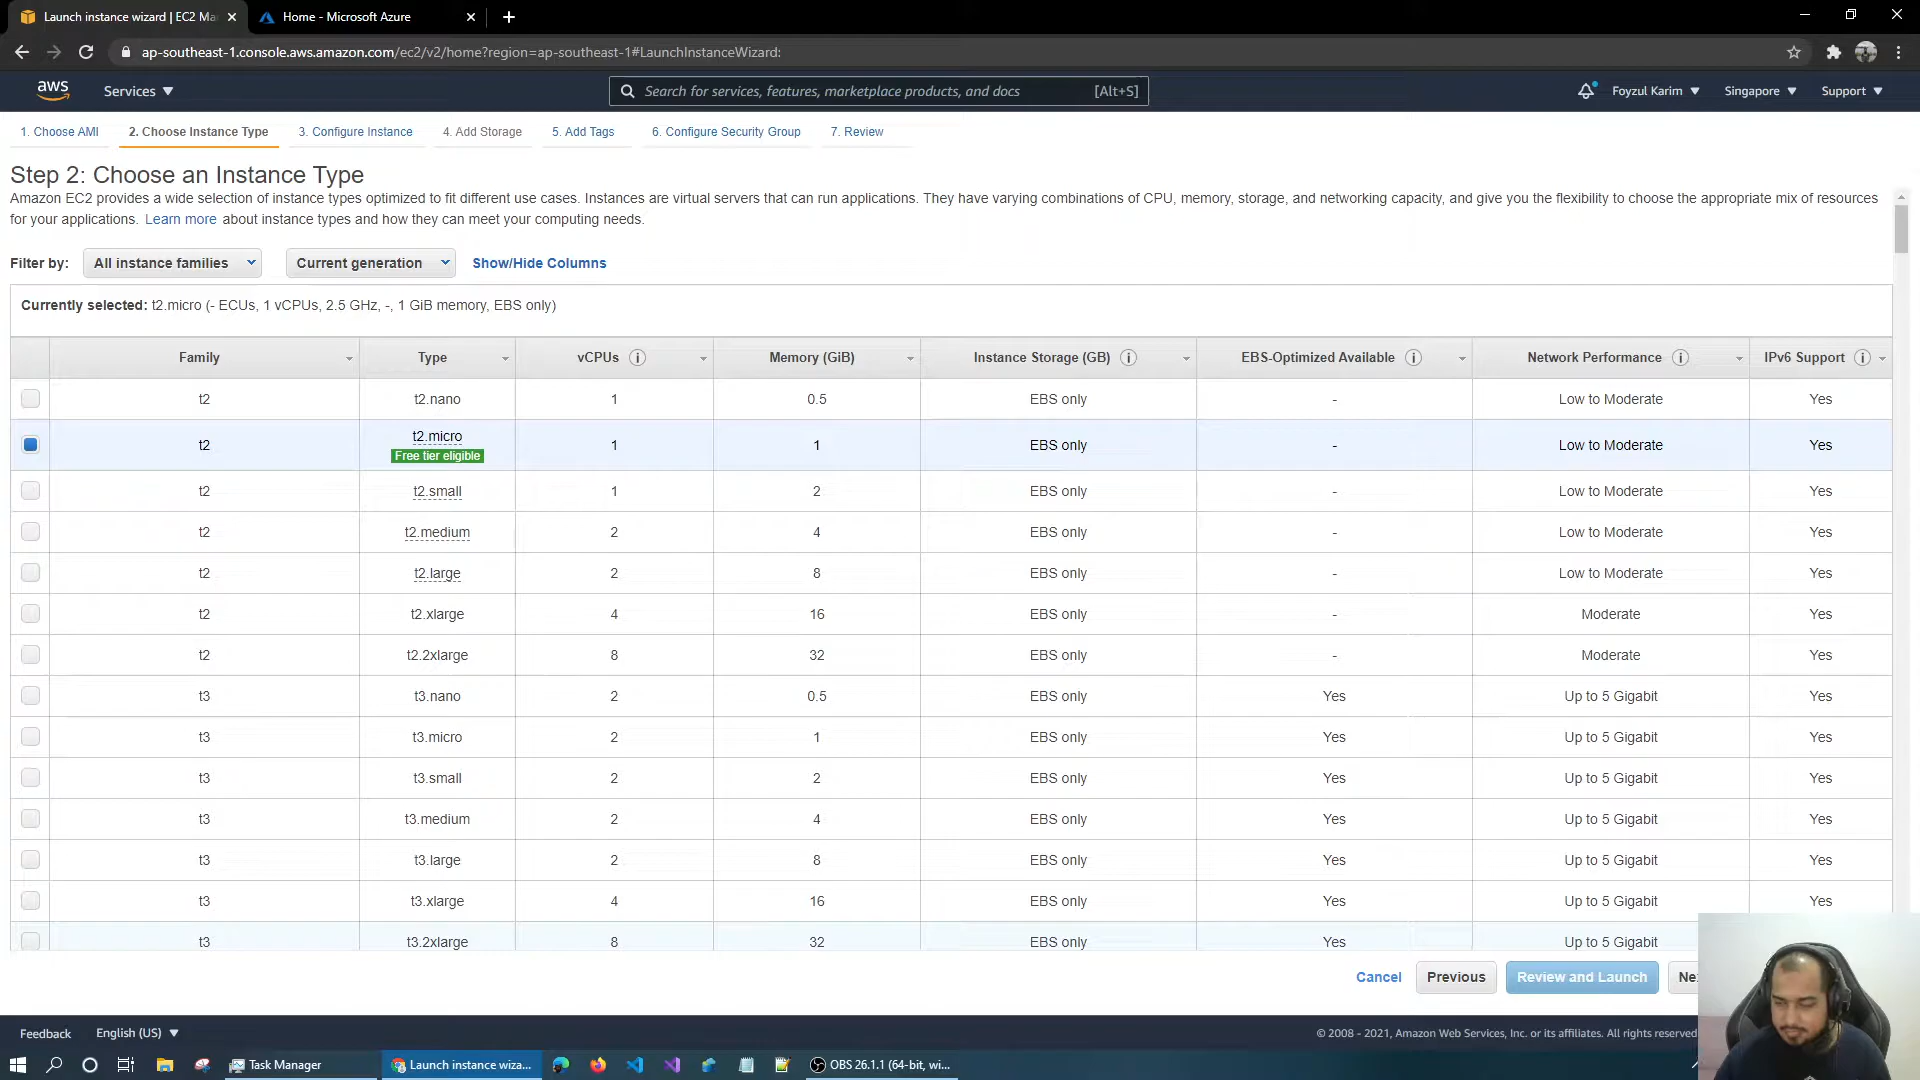 Launch instance wizard | EC2 Ma
Home - Microsoft Azure
ap-southeast-1.console.aws.amazon.com/ec2/v2/home?region=ap-southeast-1#LaunchInstanceWizard:
aws Services Search for services, features, marketplace products, and docs [Alt+S] Foyzul Karim Singapore Support
1. Choose AMI 2. Choose Instance Type 3. Configure Instance 4. Add Storage 5. Add Tags 6. Configure Security Group 7. Review
Step 2: Choose an Instance Type
Amazon EC2 provides a wide selection of instance types optimized to fit different use cases. Instances are virtual servers that can run applications. They have varying combinations of CPU, memory, storage, and networking capacity, and give you the flexibility to choose the appropriate mix of resources
for your applications. Learn more about instance types and how they can meet your computing needs.
Filter by: All instance families Current generation Show/Hide Columns
Currently selected: t2.micro (- ECUs, 1 vCPUs, 2.5 GHz, -, 1 GiB memory, EBS only)
Family Type vCPUs Memory (GiB) Instance Storage (GB) EBS-Optimized Available Network Performance IPv6 Support
t2 t2.nano 1 0.5 EBS only - Low to Moderate Yes
t2 t2.micro 1 1 EBS only - Low to Moderate Yes
Free tier eligible
t2 t2.small 1 2 EBS only - Low to Moderate Yes
t2 t2.medium 2 4 EBS only - Low to Moderate Yes
t2 t2.large 2 8 EBS only - Low to Moderate Yes
t2 t2.xlarge 4 16 EBS only - Moderate Yes
t2 t2.2xlarge 8 32 EBS only - Moderate Yes
t3 t3.nano 2 0.5 EBS only Yes Up to 5 Gigabit Yes
t3 t3.micro 2 1 EBS only Yes Up to 5 Gigabit Yes
t3 t3.small 2 2 EBS only Yes Up to 5 Gigabit Yes
t3 t3.medium 2 4 EBS only Yes Up to 5 Gigabit Yes
t3 t3.large 2 8 EBS only Yes Up to 5 Gigabit Yes
t3 t3.xlarge 4 16 EBS only Yes Up to 5 Gigabit Yes
t3 t3.2xlarge 8 32 EBS only Yes Up to 5 Gigabit
Cancel Previous Review and Launch Ne
Feedback English (US) © 2008 - 2021, Amazon Web Services, Inc. or its affiliates. All rights reserved
Task Manager Launch instance wiza... OBS 26.1.1 (64-bit, wi...